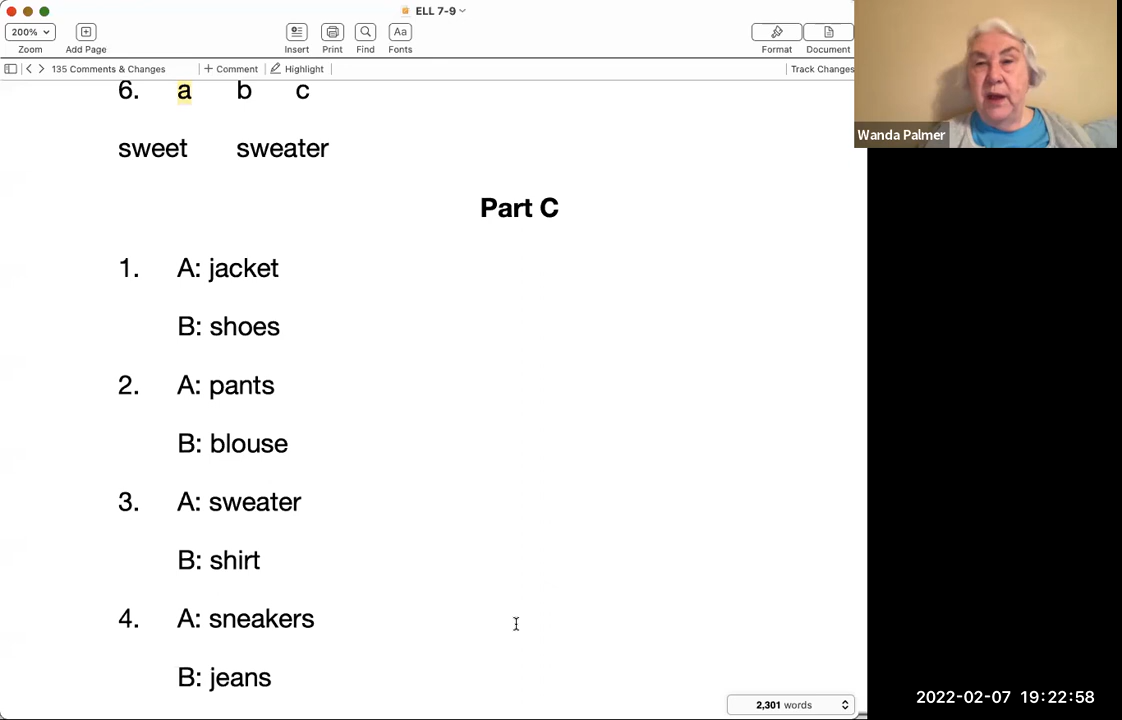 ELL 7-9
200%
Zoom Add Page Insert Print Find Fonts Format Document
135 Comments & Changes + Comment Highlight Track Changes
6. a b c
sweet sweater
Part C
1. A: jacket
B: shoes
2. A: pants
B: blouse
3. A: sweater
B: shirt
4. A: sneakers
B: jeans
2,301 words
Wanda Palmer
2022-02-07 19:22:58